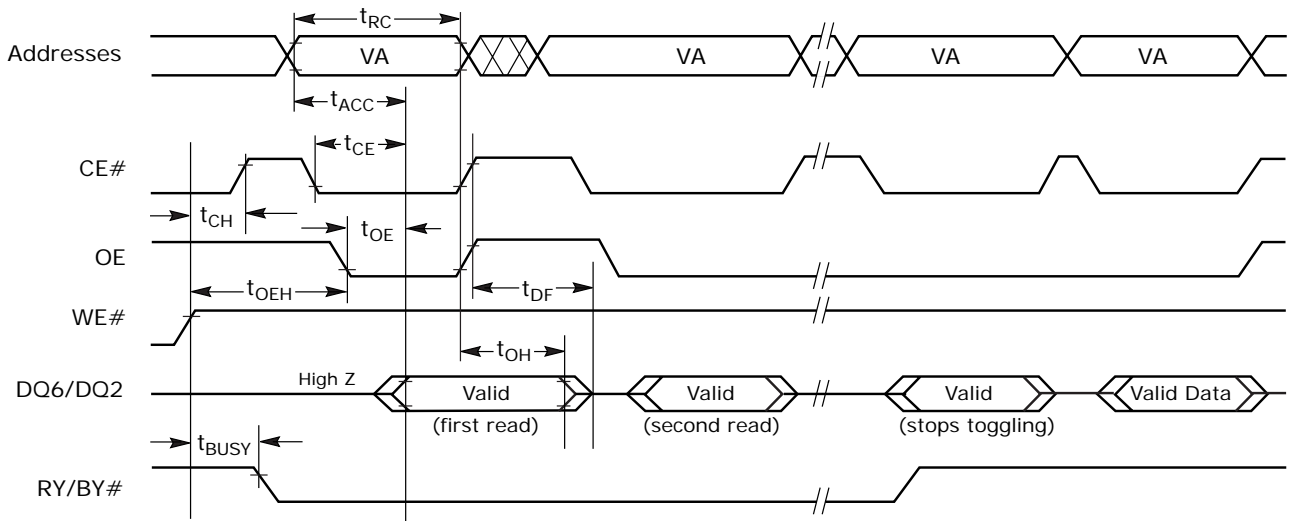 tRC
Addresses VA VA VA VA
tACC
tCE
CE#
tCH tOE
OE
tOEH tDF
WE#
tOH
DQ6/DQ2 High Z Valid Valid Valid Valid Data
(first read) (second read) (stops toggling)
tBUSY
RY/BY#